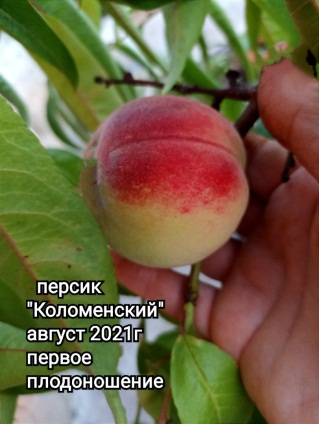 персик
"Коломенский"
август 2021г
первое
плодоношение